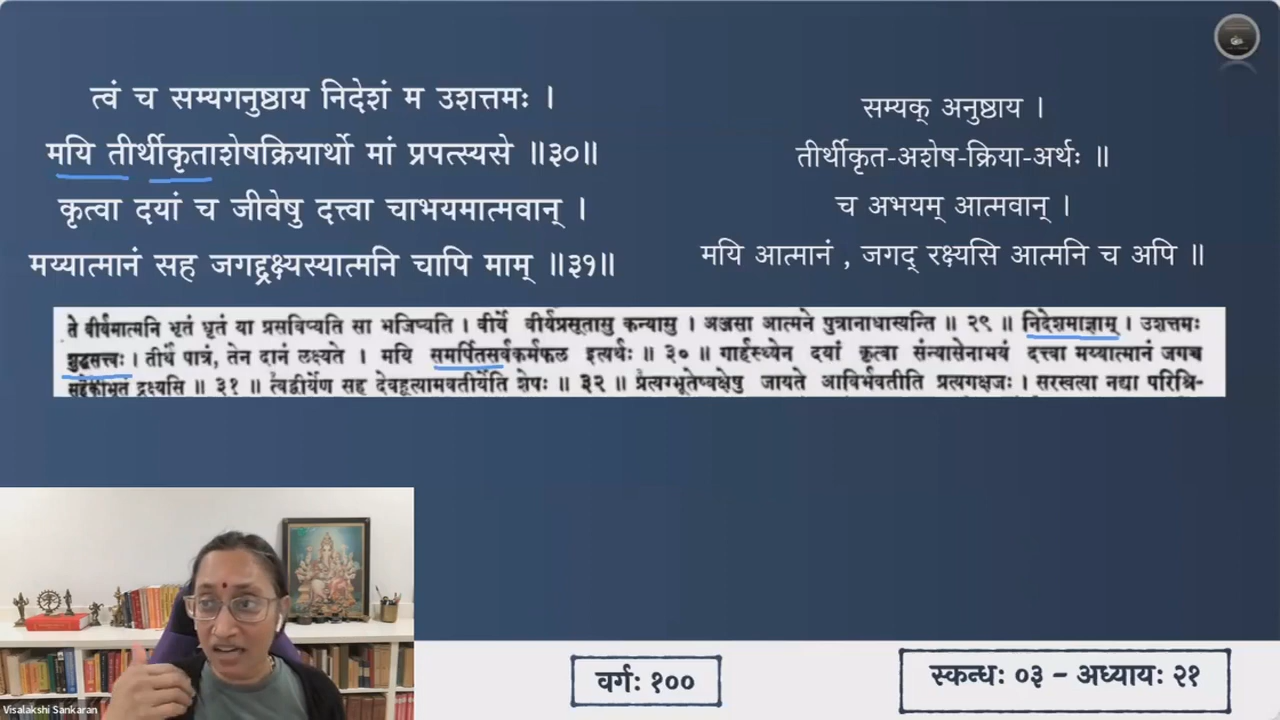 त्वं च सम्यगनुष्ठाय निदेशं म उशत्तमः ।
मयि तीर्थीकृताशेषक्रियार्थो मां प्रपत्स्यसे ॥३०॥
कृत्वा दयां च जीवेषु दत्त्वा चाभयमात्मवान् ।
मय्यात्मानं सह जगद्द्रक्ष्यस्यात्मनि चापि माम् ॥३१॥
सम्यक् अनुष्ठाय ।
तीर्थीकृत-अशेष-क्रिया-अर्थः ॥
च अभयम् आत्मवान् ।
मयि आत्मानं , जगद् रक्ष्यसि आत्मनि च अपि ॥
ते वीर्यमात्मनि भूतं धृतं या प्रसविष्यति सा भजिष्यति । वीर्ये वीर्यप्रसूतासु कन्यासु । अञ्जसा आत्मने पुत्रानाधास्यन्ति ॥ २९ ॥ निदेशमाज्ञाम् । उशत्तमः
शुद्धसत्त्वः । तीर्थं पात्रं, तेन दानं लक्ष्यते । मयि समर्पितसर्वकर्मफल इत्यर्थः ॥ ३० ॥ गार्हस्थ्येन दयां कृत्वा संन्यासेनाभयं दत्त्वा मय्यात्मानं जगच्च
सहैकीभूतं द्रक्ष्यसि ॥ ३१ ॥ त्वद्वीर्येण सह देवहूत्यामवतीर्येति शेषः ॥ ३२ ॥ प्रत्यग्भूतेष्वक्षेषु जायते आविर्भवतीति प्रत्यगक्षजः । सरस्वत्या नद्या परिश्रि-
Visalakshi Sankaran
वर्गः १००
स्कन्धः ०३ – अध्यायः २१